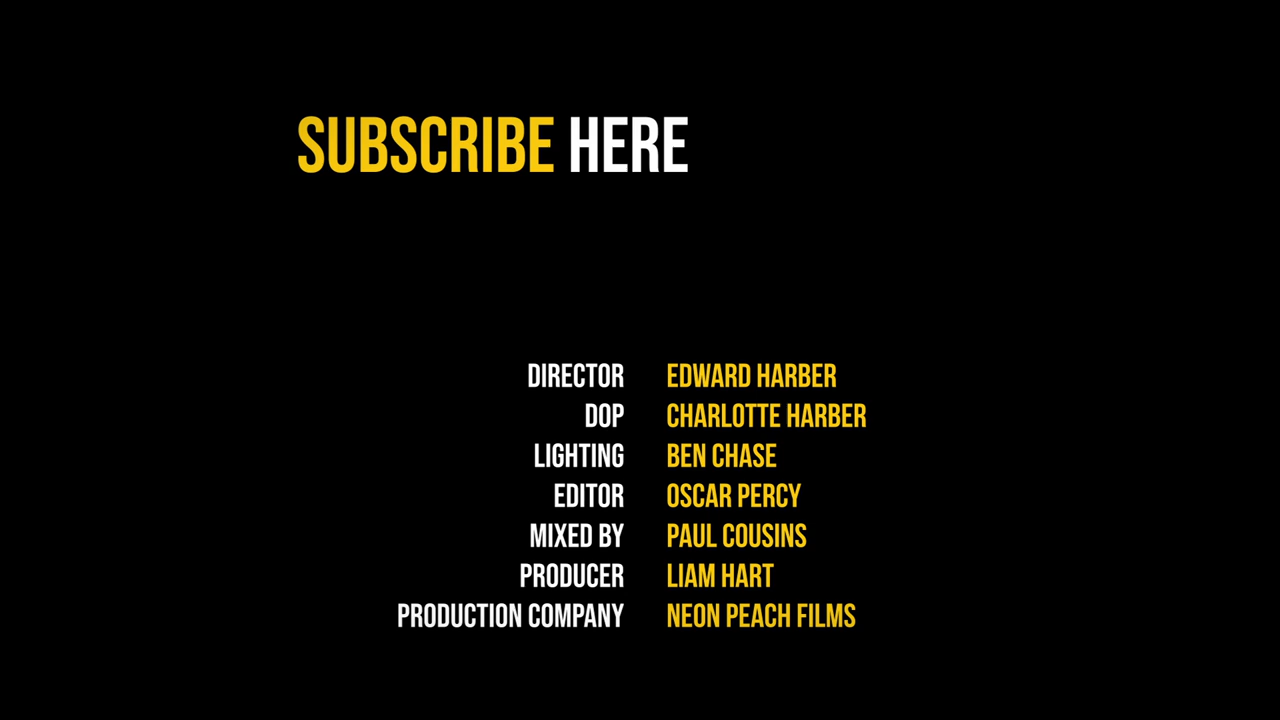 SUBSCRIBE HERE
DIRECTOR EDWARD HARBER
DOP CHARLOTTE HARBER
LIGHTING BEN CHASE
EDITOR OSCAR PERCY
MIXED BY PAUL COUSINS
PRODUCER LIAM HART
PRODUCTION COMPANY NEON PEACH FILMS